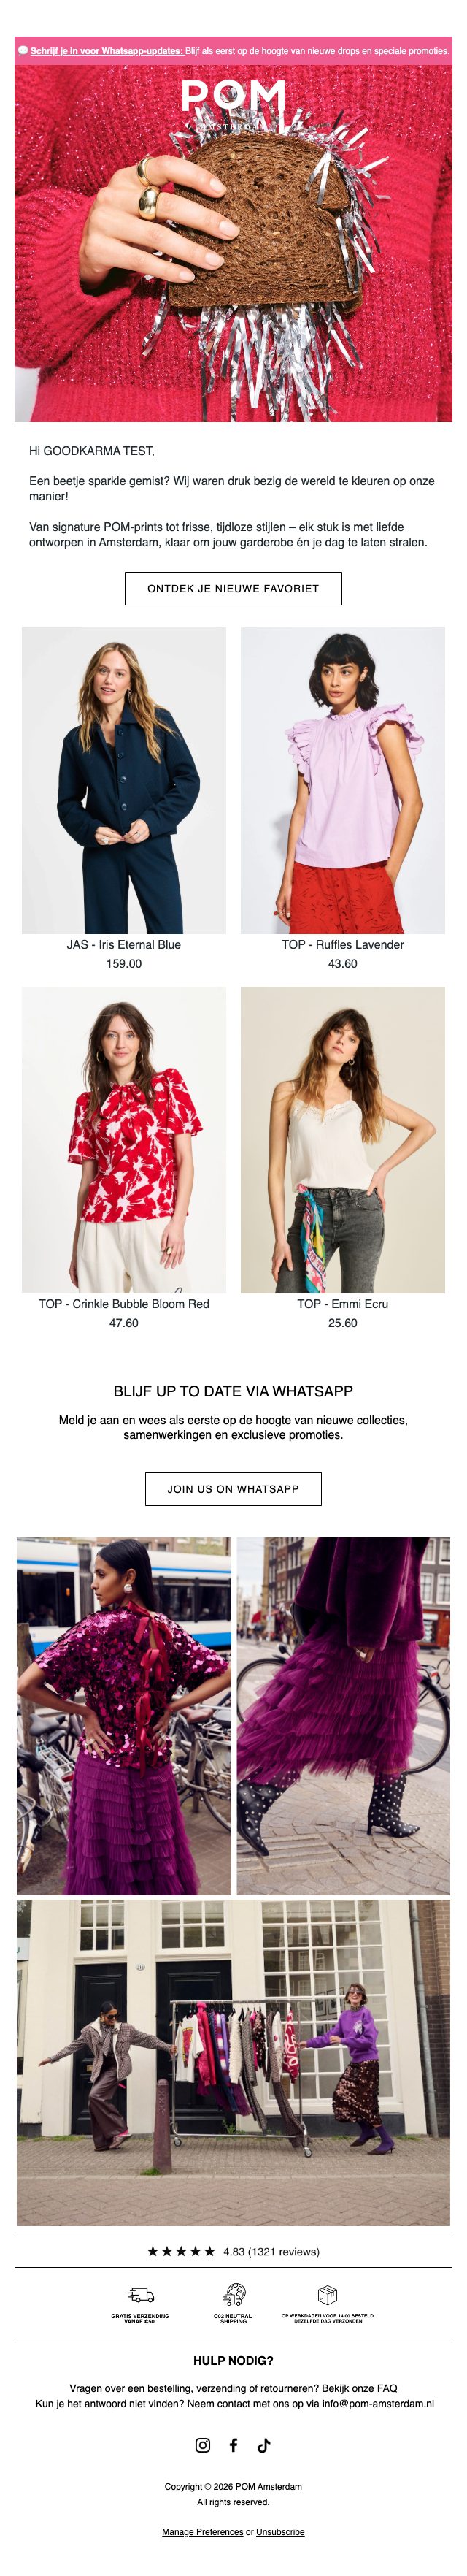 Schrijf je in voor Whatsapp-updates: Blijf als eerst op de hoogte van nieuwe drops en speciale promoties.
POM
AMSTERDAM
Hi GOODKARMA TEST,
Een beetje sparkle gemist? Wij waren druk bezig de wereld te kleuren op onze
manier!
Van signature POM-prints tot frisse, tijdloze stijlen – elk stuk is met liefde
ontworpen in Amsterdam, klaar om jouw garderobe én je dag te laten stralen.
ONTDEK JE NIEUWE FAVORIET
JAS - Iris Eternal Blue
159.00
TOP - Ruffles Lavender
43.60
TOP - Crinkle Bubble Bloom Red
47.60
TOP - Emmi Ecru
25.60
BLIJF UP TO DATE VIA WHATSAPP
Meld je aan en wees als eerste op de hoogte van nieuwe collecties,
samenwerkingen en exclusieve promoties.
JOIN US ON WHATSAPP
★★★★★ 4.83 (1321 reviews)
GRATIS VERZENDING
VANAF €50
C02 NEUTRAL
SHIPPING
OP WERKDAGEN VOOR 14.00 BESTELD,
DEZELFDE DAG VERZONDEN
HULP NODIG?
Vragen over een bestelling, verzending of retourneren? Bekijk onze FAQ
Kun je het antwoord niet vinden? Neem contact met ons op via info@pom-amsterdam.nl
Copyright © 2026 POM Amsterdam
All rights reserved.
Manage Preferences or Unsubscribe